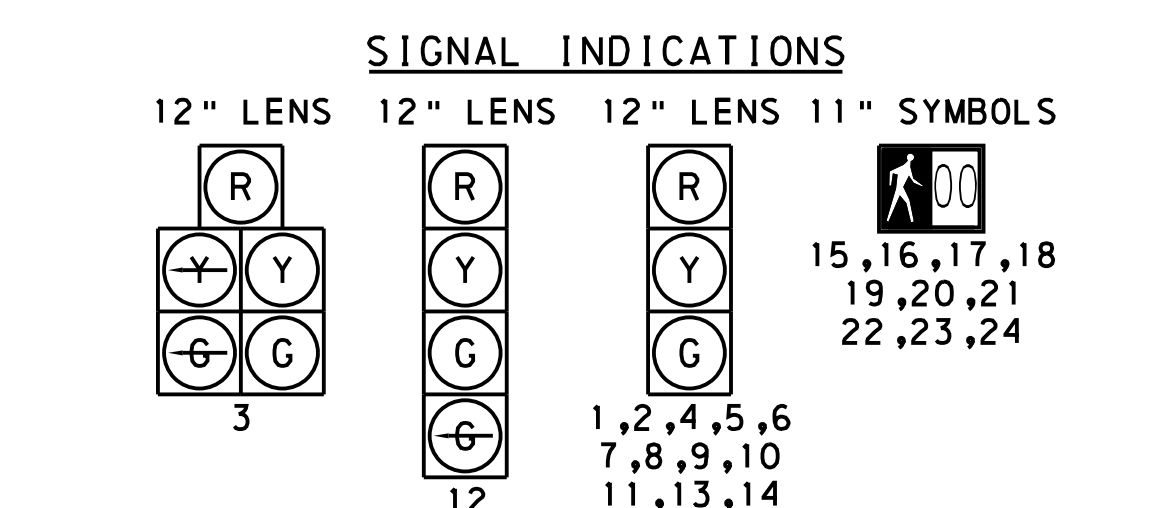 SIGNAL INDICATIONS
12" LENS 12" LENS 12" LENS 11" SYMBOLS
R R R 00
Y Y Y Y
G G G G
G
15,16,17,18
19,20,21
22,23,24
3
12
1,2,4,5,6
7,8,9,10
11,13,14